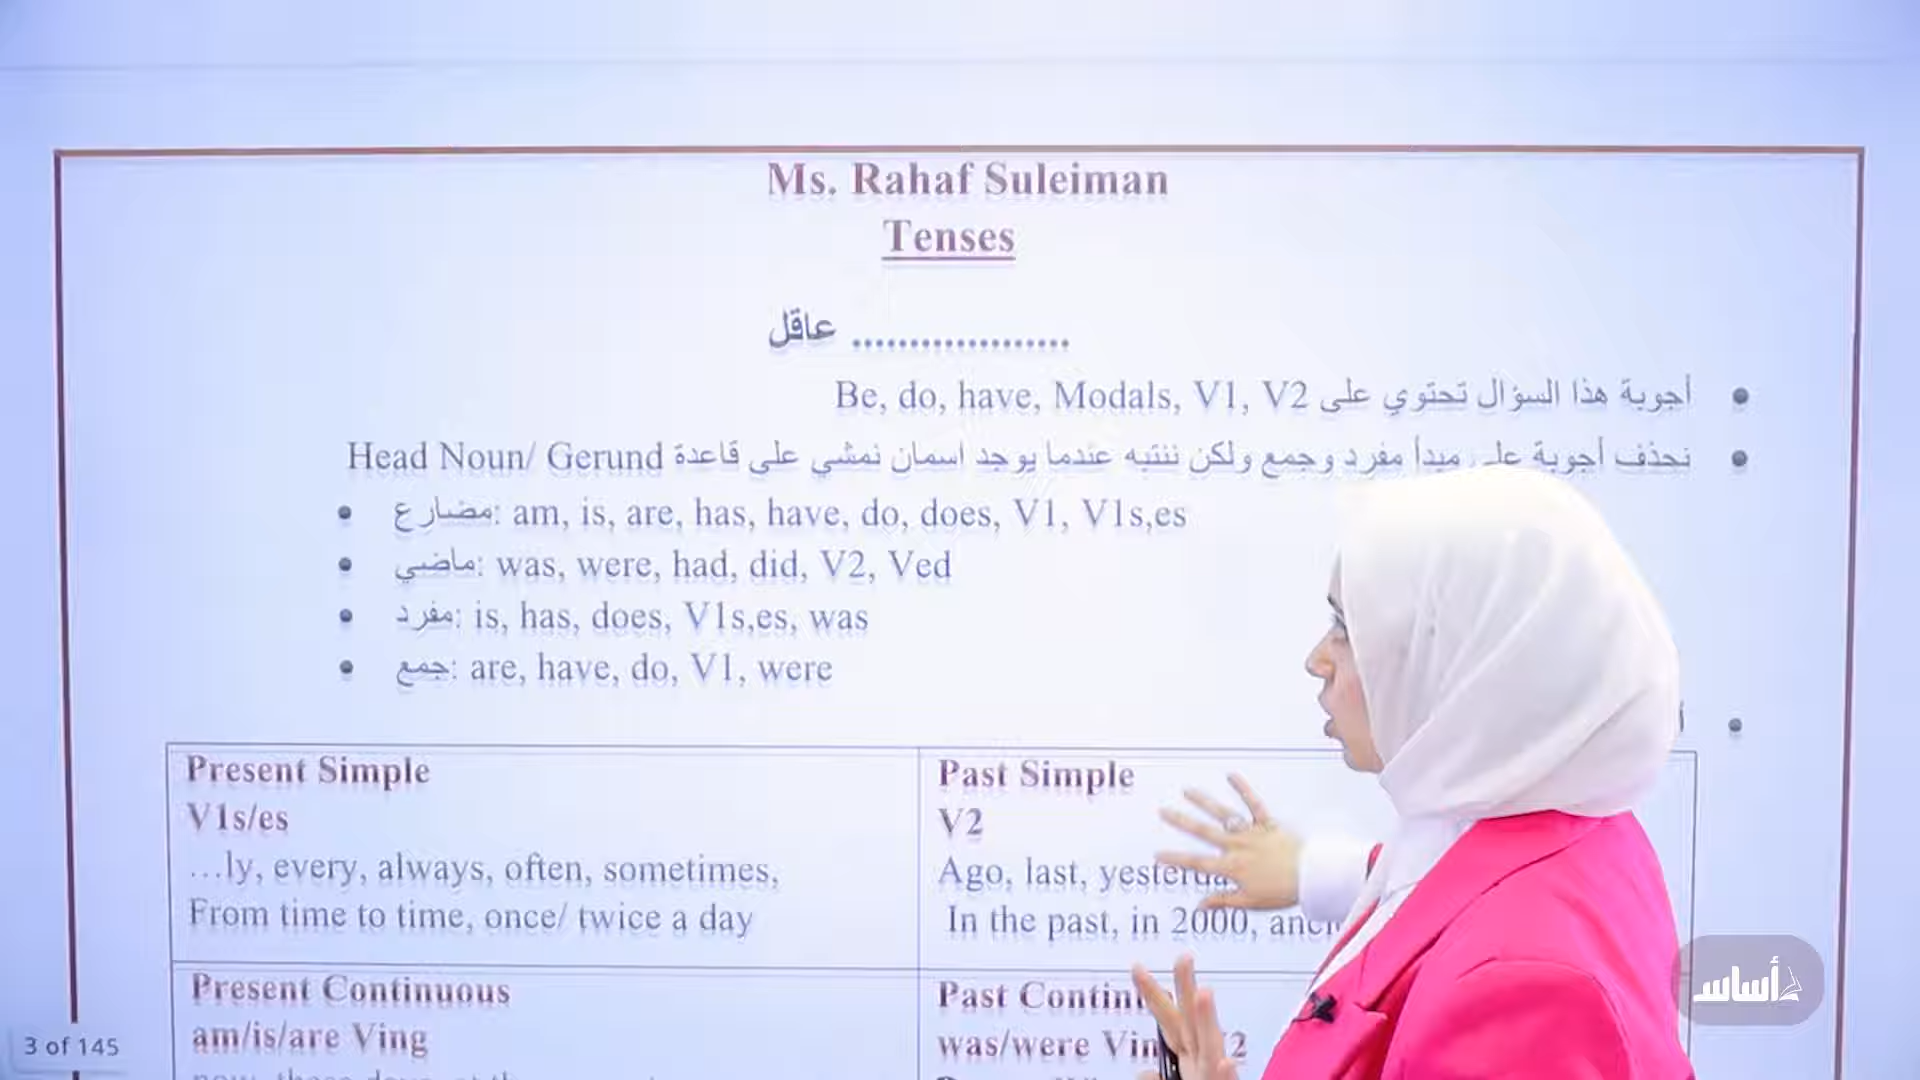 Ms. Rahaf Suleiman
Tenses
................... عاقل
أجوبة هذا السؤال تحتوي على Be, do, have, Modals, V1, V2
نحذف أجوبة على مبدأ مفرد وجمع ولكن ننتبه عندما يوجد اسمان نمشي على قاعدة Head Noun/ Gerund
مضارع: am, is, are, has, have, do, does, V1, V1s,es
ماضي: was, were, had, did, V2, Ved
مفرد: is, has, does, V1s,es, was
جمع: are, have, do, V1, were
Present Simple
V1s/es
…ly, every, always, often, sometimes,
From time to time, once/ twice a day
Past Simple
V2
Ago, last,
In the past, in 2000,
Present Continuous
am/is/are Ving
Past
was/were
3 of 145
أساس